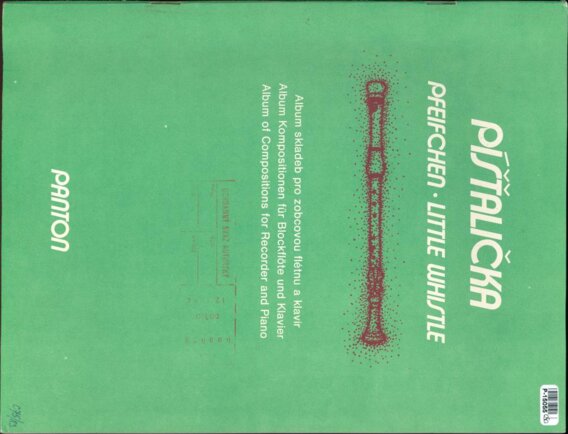 PÍŠŤALIČKA
PFEIFCHEN · LITTLE WHISTLE
Album skladeb pro zobcovou flétnu a klavír
Album Kompositionen für Blockflöte und Klavier
Album of Compositions for Recorder and Piano
PANTON
P-15055